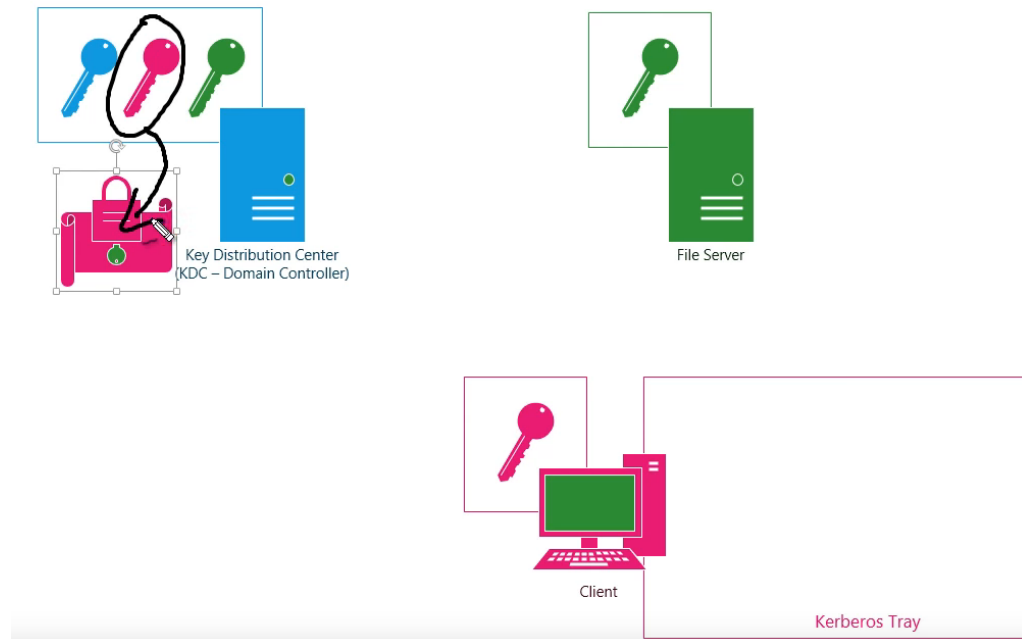 Key Distribution Center
(KDC – Domain Controller)
File Server
Client
Kerberos Tray